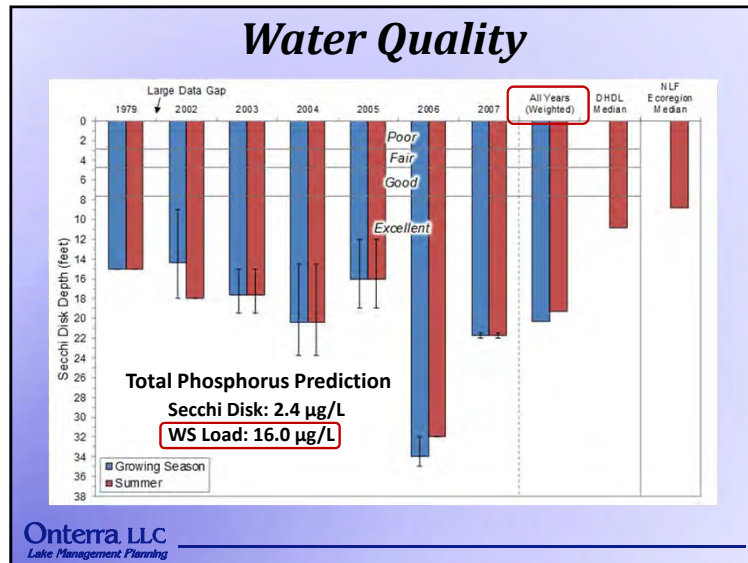 Water Quality
Large Data Gap
1979
2002
2003
2004
2005
2006
2007
All Years
(Weighted)
DHDL
Median
NLF
Ecoregion
Median
Secchi Disk Depth (feet)
0
2
4
6
8
10
12
14
16
18
20
22
24
26
28
30
32
34
36
38
Poor
Fair
Good
Excellent
Total Phosphorus Prediction
Secchi Disk: 2.4 µg/L
WS Load: 16.0 µg/L
Growing Season
Summer
Onterra, LLC
Lake Management Planning